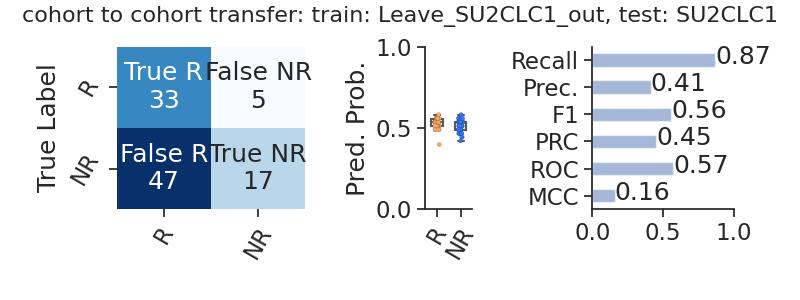 cohort to cohort transfer: train: Leave_SU2CLC1_out, test: SU2CLC1
True Label
R
NR
True R
33
False NR
5
False R
47
True NR
17
R
NR
Pred. Prob.
1.0
0.5
0.0
R
NR
Recall
0.87
Prec.
0.41
F1
0.56
PRC
0.45
ROC
0.57
MCC
0.16
0.0
0.5
1.0